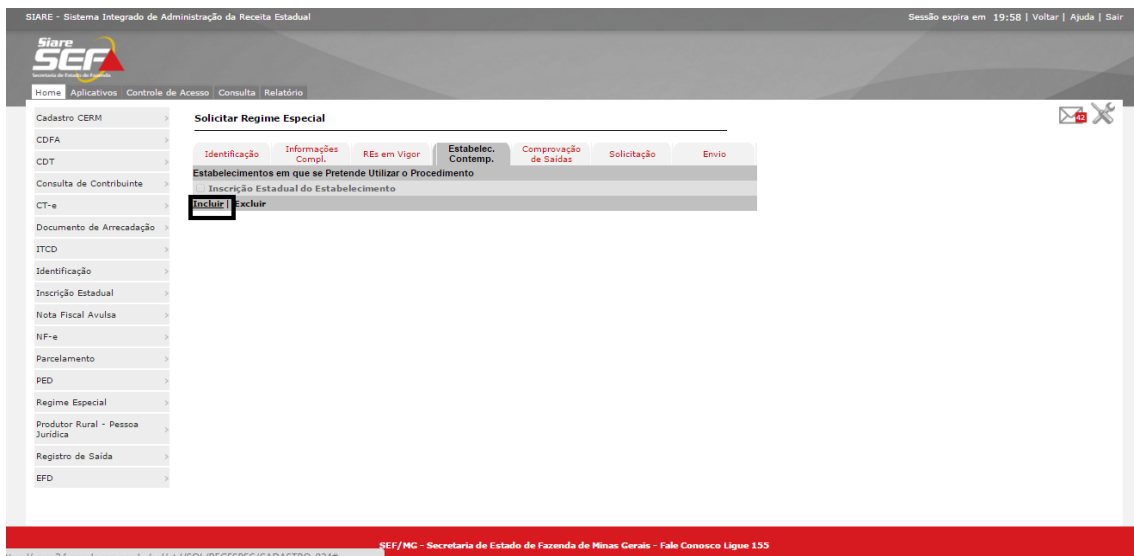 SIARE - Sistema Integrado de Administração da Receita Estadual
Sessão expira em 19:58 | Voltar | Ajuda | Sair
Siare
SEF
Secretaria de Estado de Fazenda
Home Aplicativos Controle de Acesso Consulta Relatório
42
Cadastro CERM
CDFA
CDT
Consulta de Contribuinte
CT-e
Documento de Arrecadação
ITCD
Identificação
Inscrição Estadual
Nota Fiscal Avulsa
NF-e
Parcelamento
PED
Regime Especial
Produtor Rural - Pessoa
Jurídica
Registro de Saída
EFD
Solicitar Regime Especial
Identificação
Informações
Compl.
REs em Vigor
Estabelec.
Contemp.
Comprovação
de Saídas
Solicitação
Envio
Estabelecimentos em que se Pretende Utilizar o Procedimento
Inscrição Estadual do Estabelecimento
Incluir | Excluir
SEF/MG - Secretaria de Estado de Fazenda de Minas Gerais - Fale Conosco Ligue 155